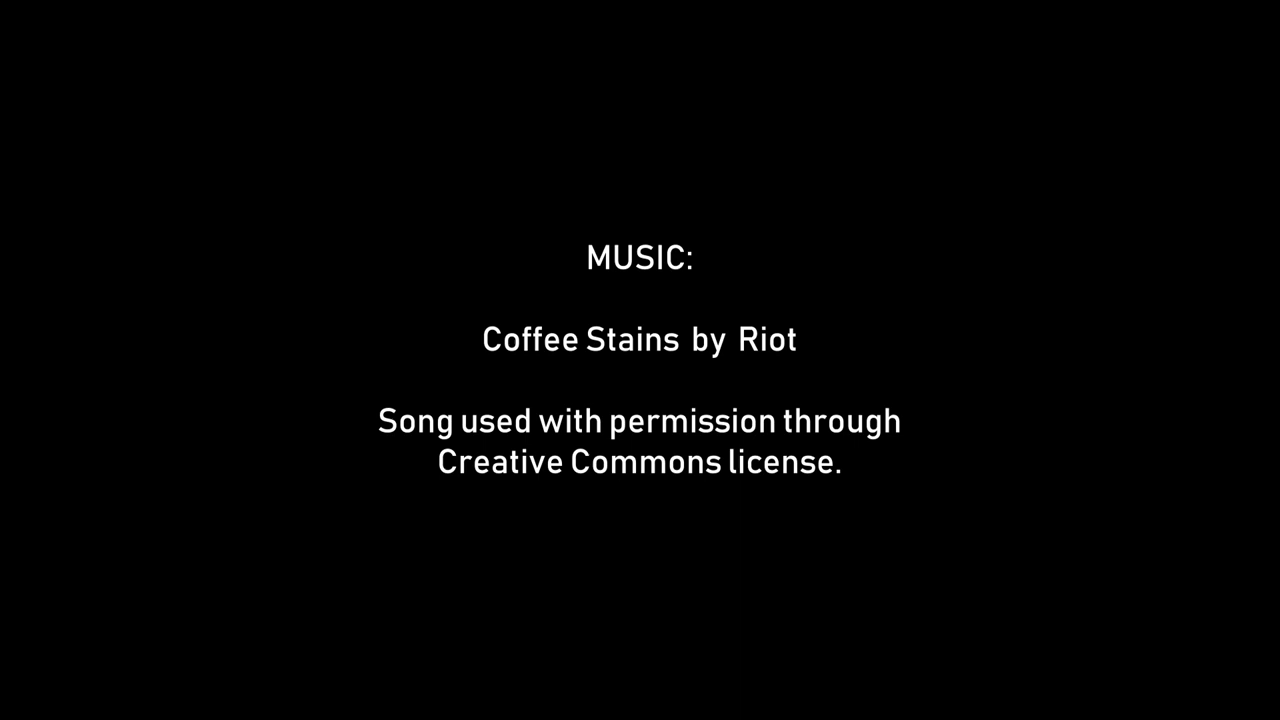 MUSIC:
Coffee Stains by Riot
Song used with permission through
Creative Commons license.